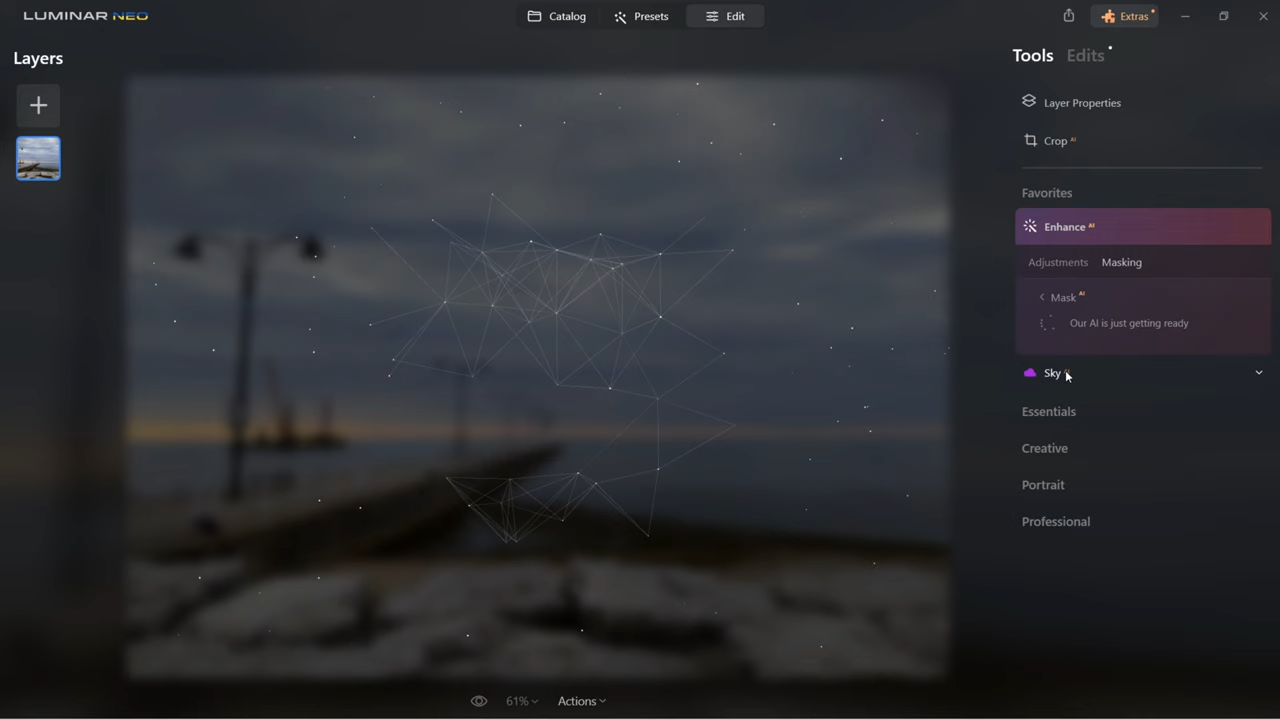 LUMINAR NEO
Catalog
Presets
Edit
Extras
Layers
Tools
Edits
Layer Properties
Crop AI
Favorites
Enhance AI
Adjustments
Masking
Mask AI
Our AI is just getting ready
Sky
Essentials
Creative
Portrait
Professional
61%
Actions